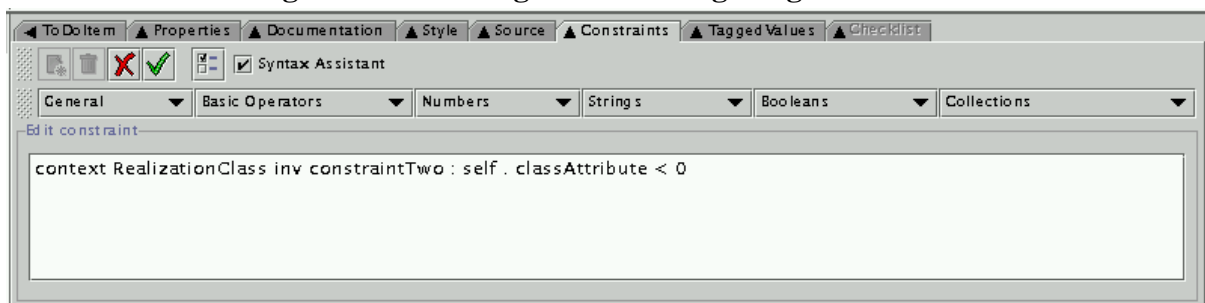 To Do Item Properties Documentation Style Source Constraints Tagged Values Checklist
Syntax Assistant
General Basic Operators Numbers Strings Booleans Collections
Edit constraint
context RealizationClass inv constraintTwo : self . classAttribute < 0